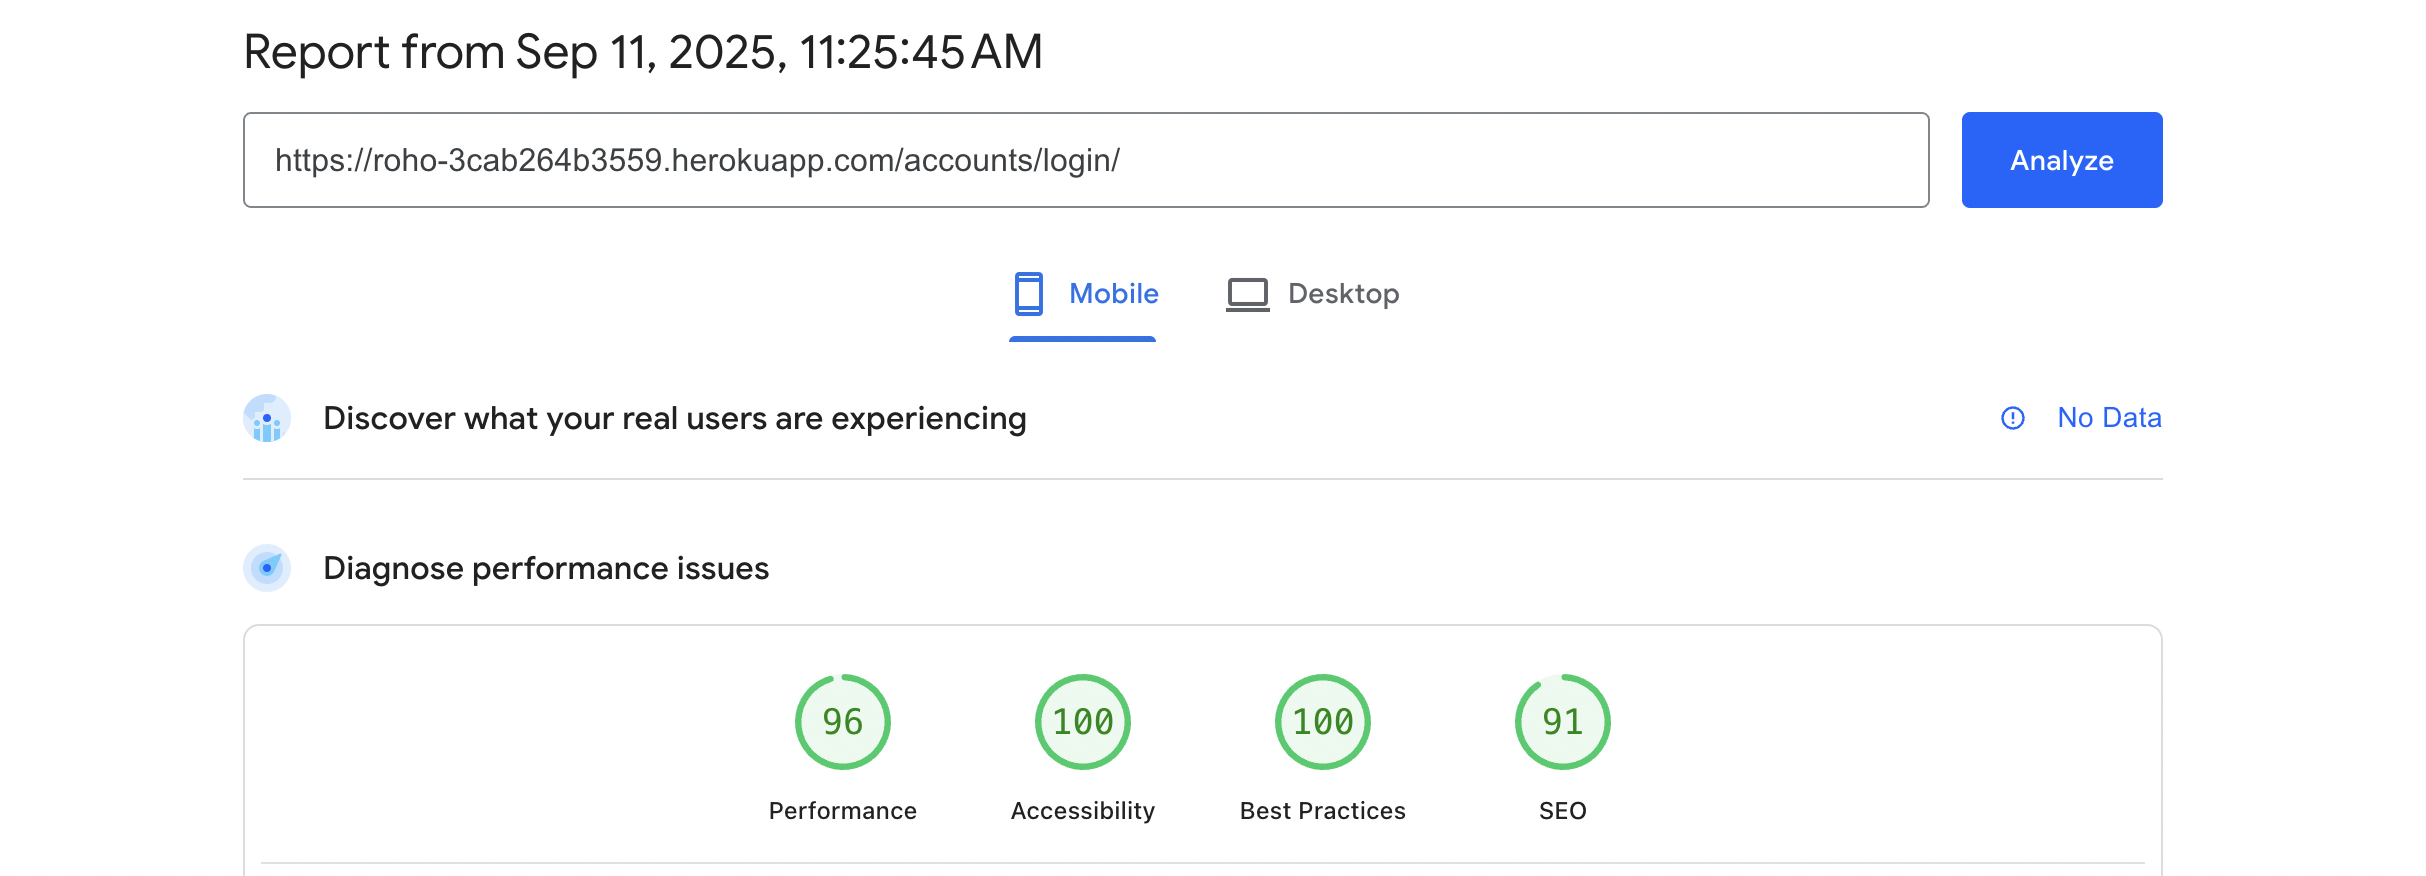 Report from Sep 11, 2025, 11:25:45 AM
https://roho-3cab264b3559.herokuapp.com/accounts/login/
Analyze
Mobile
Desktop
Discover what your real users are experiencing
No Data
Diagnose performance issues
96
100
100
91
Performance
Accessibility
Best Practices
SEO